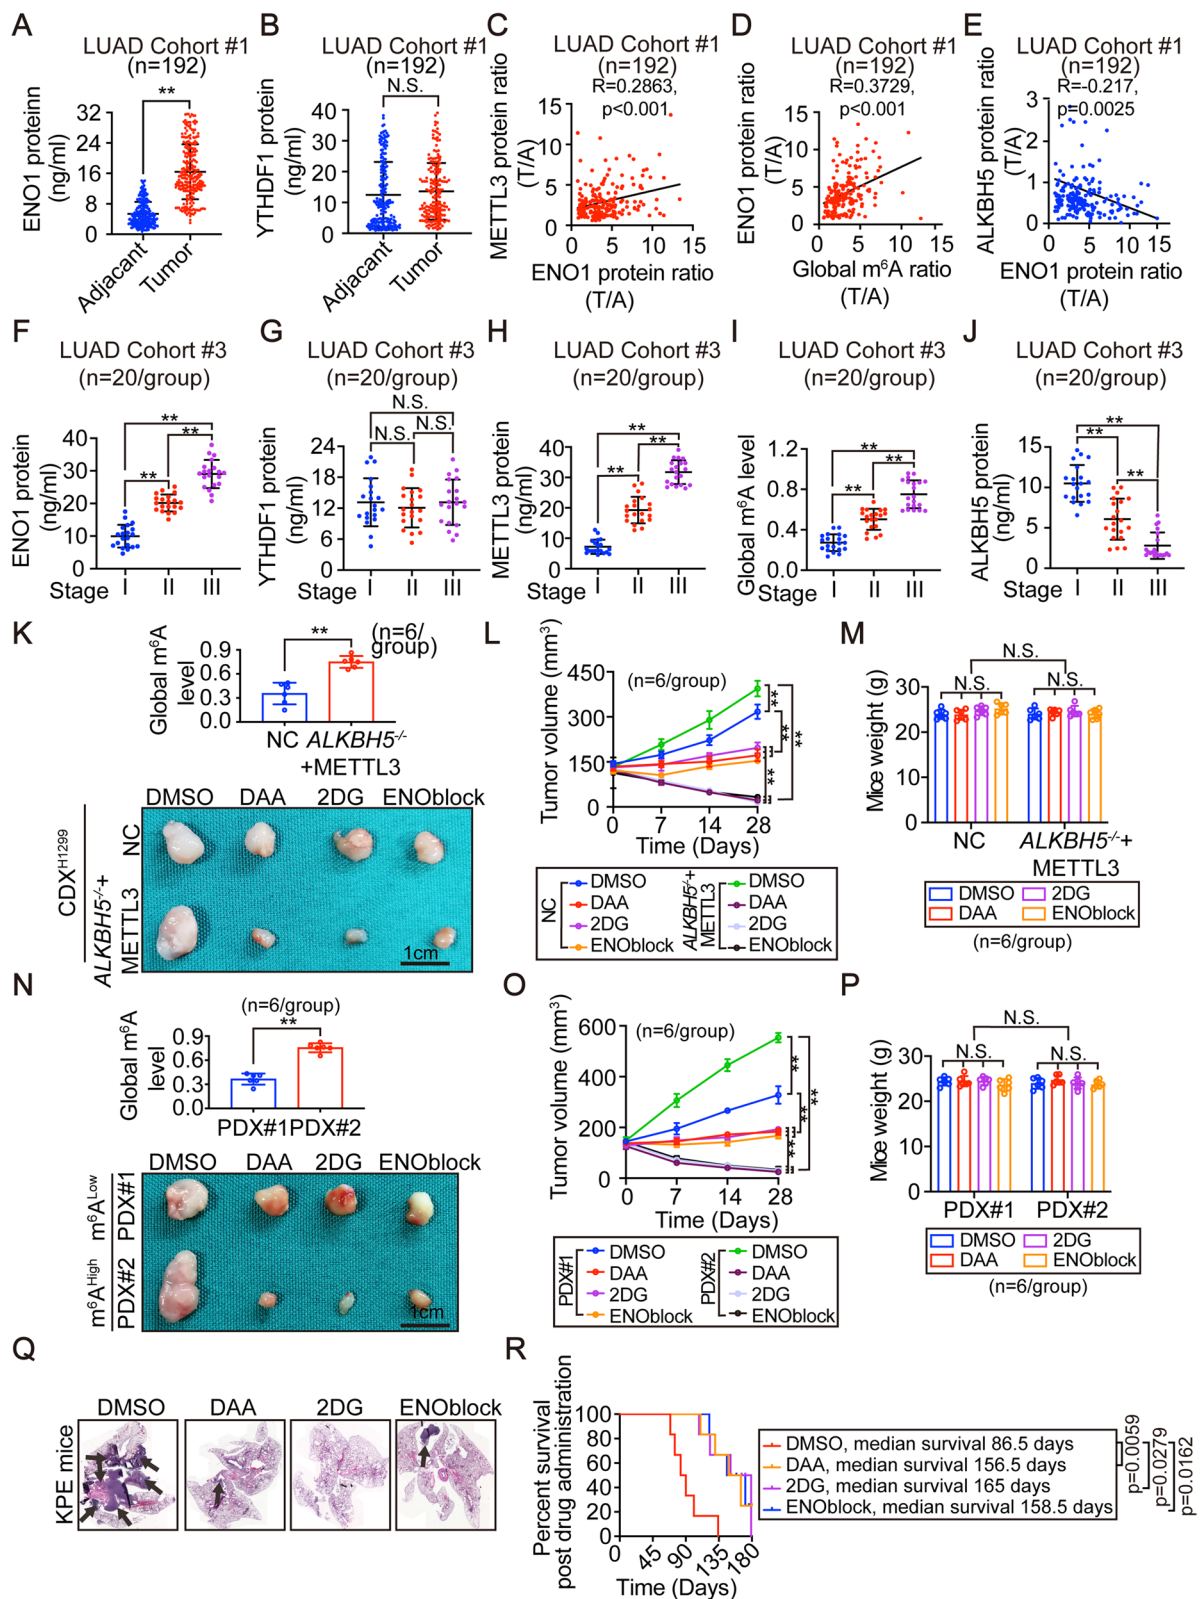 A
LUAD Cohort #1
(n=192)
**
ENO1 proteinn
(ng/ml)
32
24
16
8
0
Adjacant
Tumor
B
LUAD Cohort #1
(n=192)
N.S.
YTHDF1 protein
(ng/ml)
40
30
20
10
0
Adjacant
Tumor
C
LUAD Cohort #1
(n=192)
R=0.2863,
p<0.001
METTL3 protein ratio
(T/A)
15
10
5
0
0 5 10 15
ENO1 protein ratio
(T/A)
D
LUAD Cohort #1
(n=192)
R=0.3729,
p<0.001
ENO1 protein ratio
(T/A)
15
10
5
0
0 5 10 15
Global m⁶A ratio
(T/A)
E
LUAD Cohort #1
(n=192)
R=-0.217,
p=0.0025
ALKBH5 protein ratio
(T/A)
3
2
1
0
0 5 10 15
ENO1 protein ratio
(T/A)
F
LUAD Cohort #3
(n=20/group)
**
**
**
ENO1 protein
(ng/ml)
40
30
20
10
0
Stage I II III
G
LUAD Cohort #3
(n=20/group)
N.S.
N.S. N.S.
YTHDF1 protein
(ng/ml)
24
18
12
6
0
Stage I II III
H
LUAD Cohort #3
(n=20/group)
**
**
**
METTL3 protein
(ng/ml)
40
30
20
10
0
Stage I II III
I
LUAD Cohort #3
(n=20/group)
**
**
**
Global m⁶A level
1.2
0.8
0.4
0.0
Stage I II III
J
LUAD Cohort #3
(n=20/group)
**
**
**
ALKBH5 protein
(ng/ml)
15
10
5
0
Stage I II III
K
Global m⁶A
level
0.9
0.6
0.3
0.0
**
(n=6/
group)
NC ALKBH5⁻/⁻
+METTL3
DMSO DAA 2DG ENOblock
CDXᴴ¹²⁹⁹
NC
ALKBH5⁻/⁻+
METTL3
1cm
L
Tumor volume (mm³)
450
300
150
0
(n=6/group)
**
**
**
**
0 7 14 28
Time (Days)
NC
DMSO
DAA
2DG
ENOblock
ALKBH5⁻/⁻
METTL3
DMSO
DAA
2DG
ENOblock
M
Mice weight (g)
30
20
10
0
N.S.
N.S. N.S.
NC ALKBH5⁻/⁻+
METTL3
DMSO 2DG
DAA ENOblock
(n=6/group)
N
Global m⁶A
level
0.9
0.6
0.3
0.0
(n=6/group)
**
PDX#1 PDX#2
DMSO DAA 2DG ENOblock
m⁶A Low
PDX#1
m⁶A High
PDX#2
1cm
O
Tumor volume (mm³)
600
400
200
0
(n=6/group)
**
**
**
**
0 7 14 28
Time (Days)
PDX#1
DMSO
DAA
2DG
ENOblock
PDX#2
DMSO
DAA
2DG
ENOblock
P
Mice weight (g)
30
20
10
0
N.S.
N.S. N.S.
PDX#1 PDX#2
DMSO 2DG
DAA ENOblock
(n=6/group)
Q
DMSO DAA 2DG ENOblock
KPE mice
R
Percent survival
post drug administration
100
80
60
40
20
0
0 45 90 135 180
Time (Days)
DMSO, median survival 86.5 days
DAA, median survival 156.5 days
2DG, median survival 165 days
ENOblock, median survival 158.5 days
p=0.0059
p=0.0279
p=0.0162